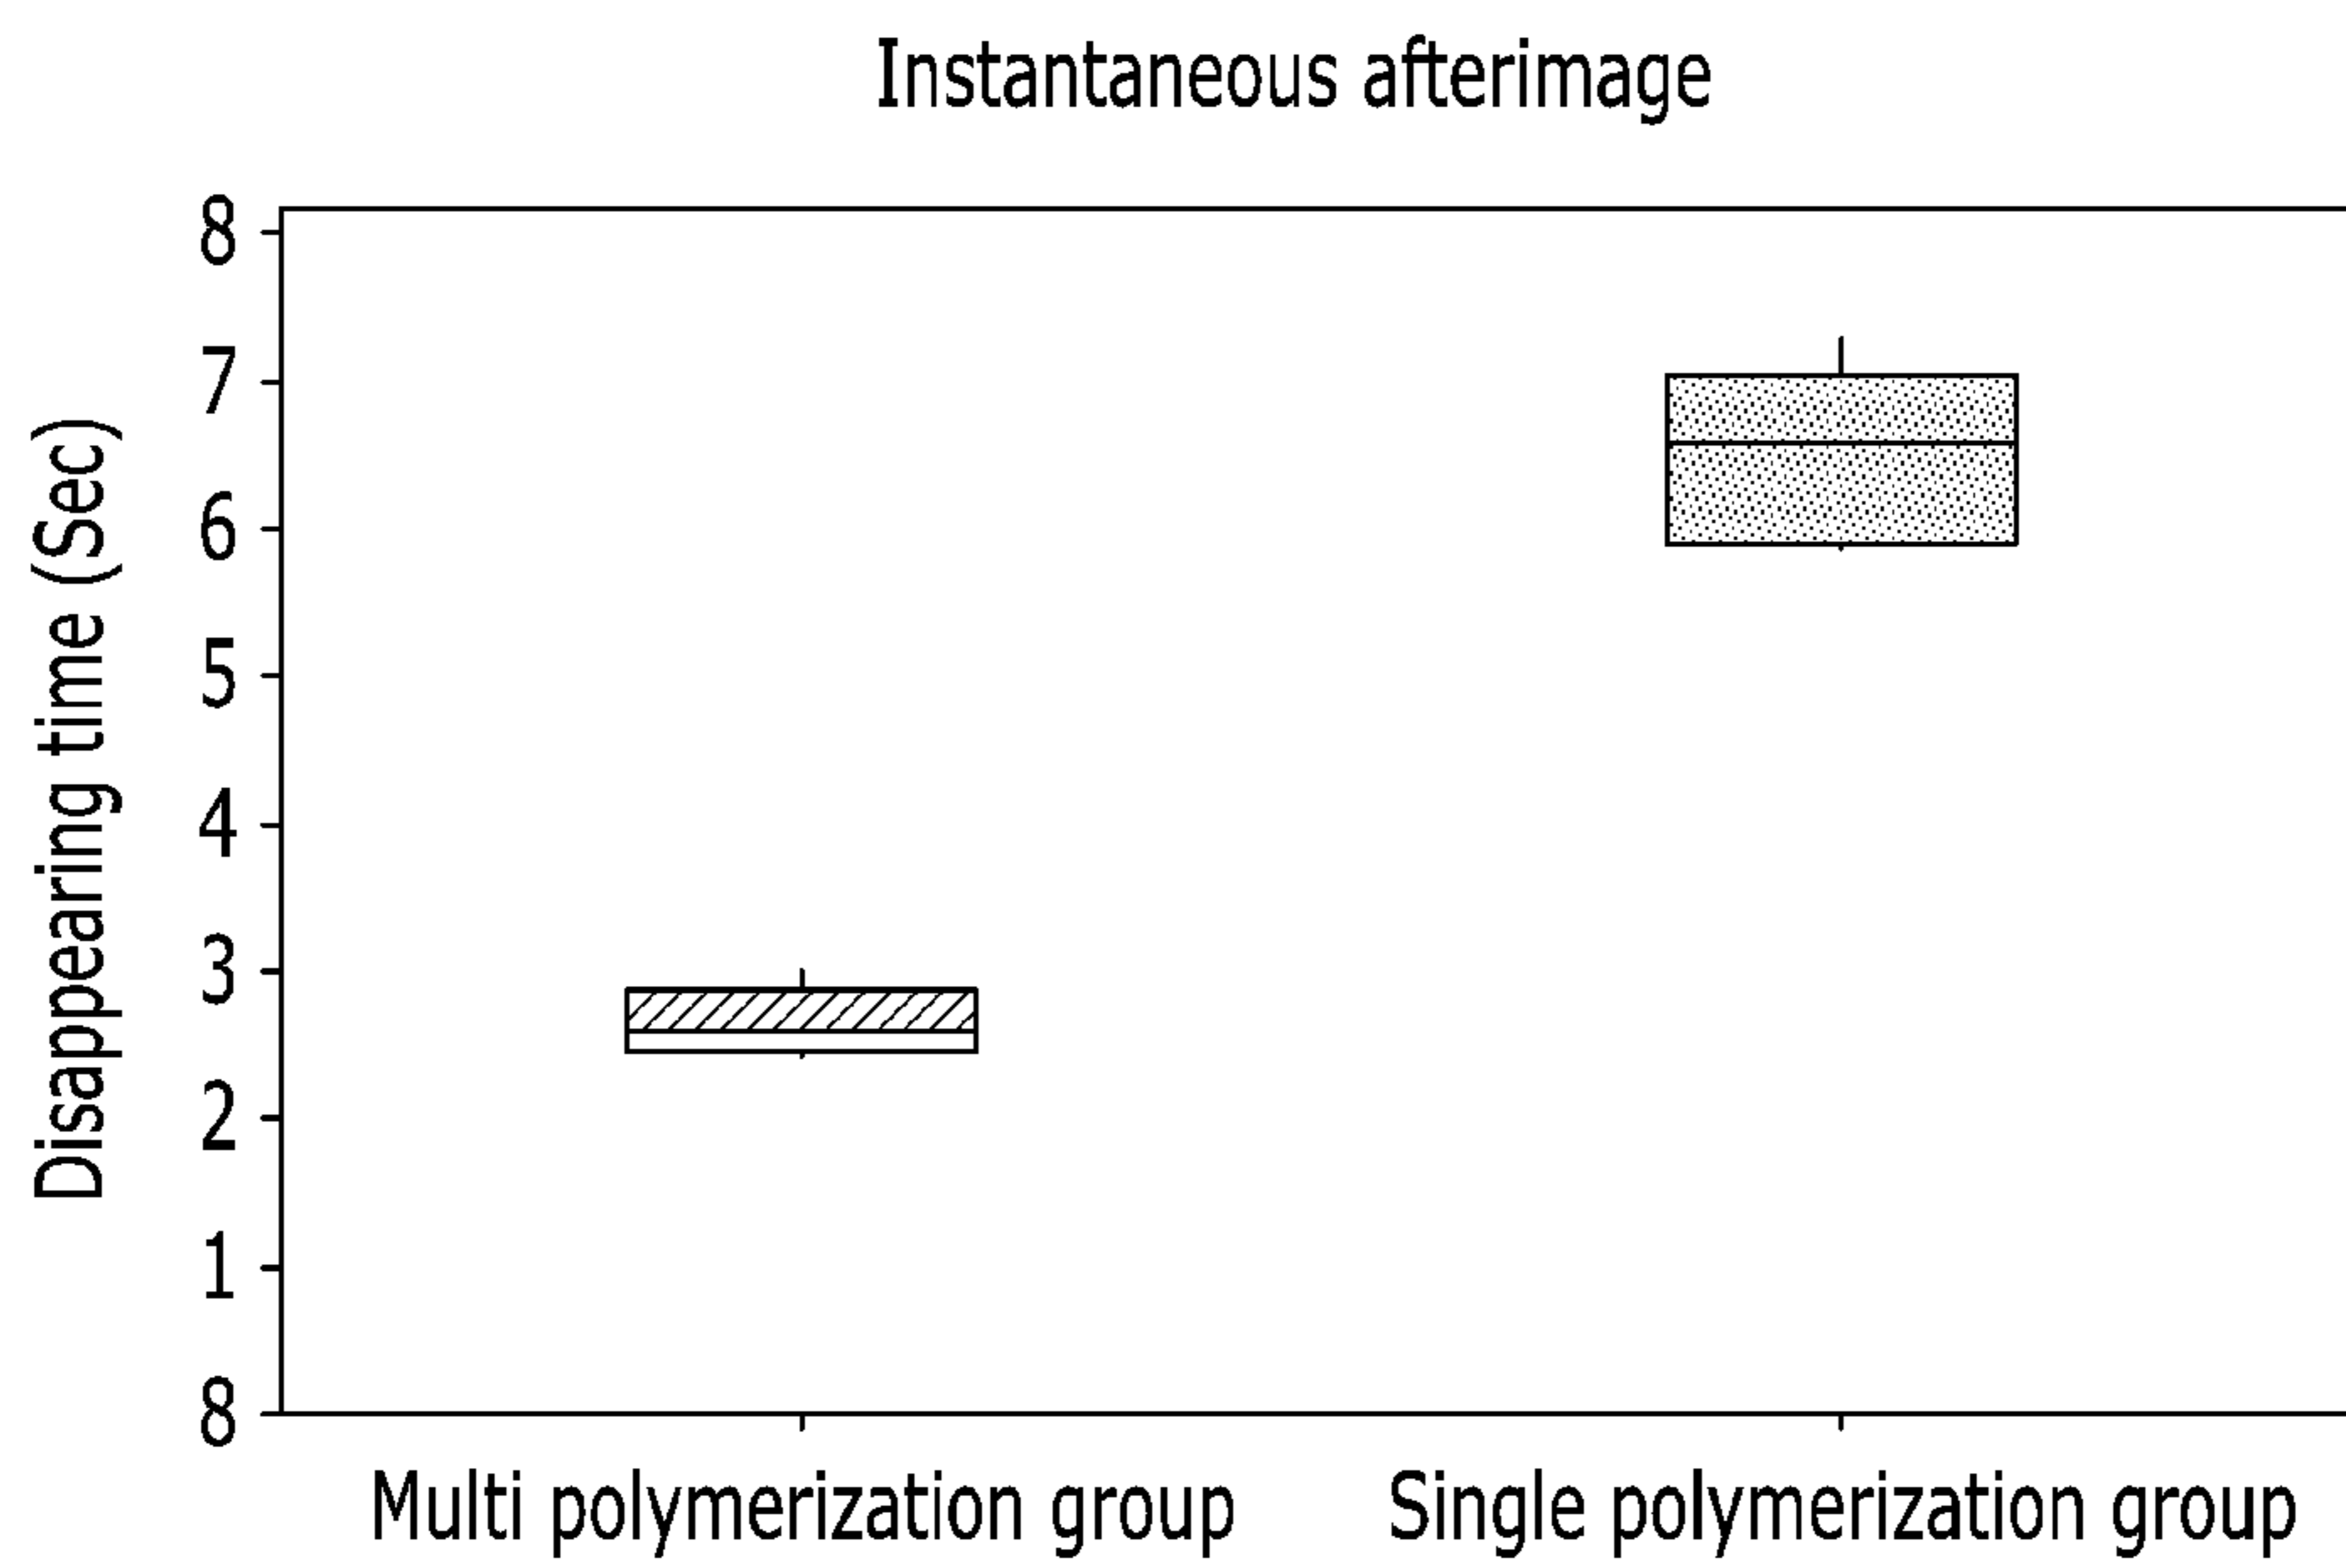 Instantaneous afterimage
Disappearing time (Sec)
8
7
6
5
4
3
2
1
8
Multi polymerization group
Single polymerization group